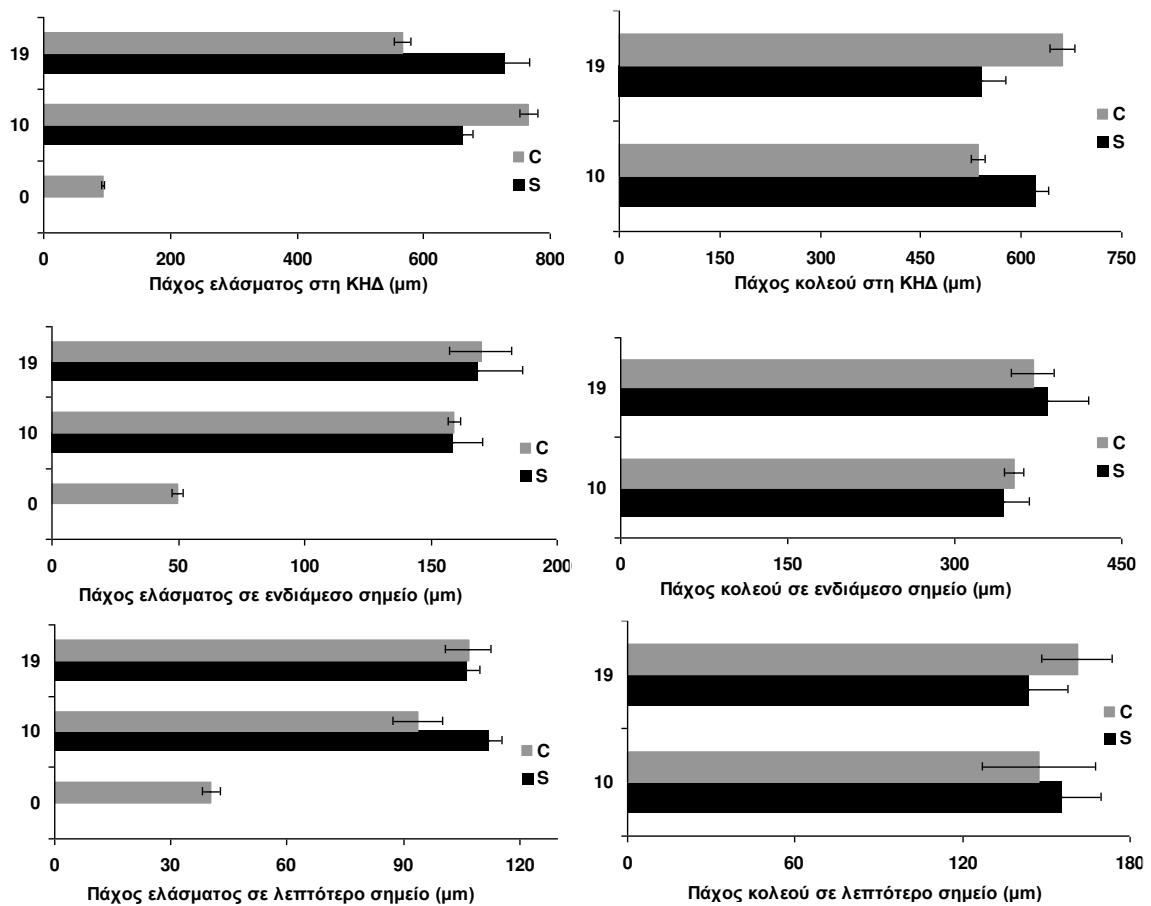 19
10
0
C
S
0 200 400 600 800
Πάχος ελάσματος στη ΚΗΔ (μm)
19
10
C
S
0 150 300 450 600 750
Πάχος κολεού στη ΚΗΔ (μm)
19
10
0
C
S
0 50 100 150 200
Πάχος ελάσματος σε ενδιάμεσο σημείο (μm)
19
10
C
S
0 150 300 450
Πάχος κολεού σε ενδιάμεσο σημείο (μm)
19
10
0
C
S
0 30 60 90 120
Πάχος ελάσματος σε λεπτότερο σημείο (μm)
19
10
C
S
0 60 120 180
Πάχος κολεού σε λεπτότερο σημείο (μm)